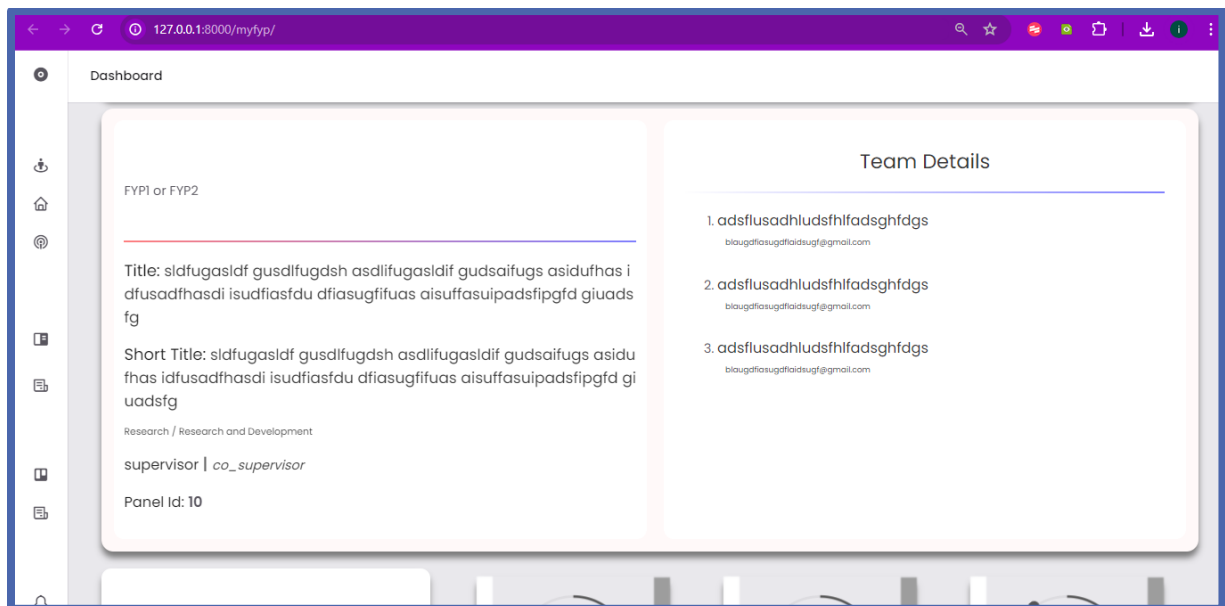 127.0.0.1:8000/myfyp/
i
Dashboard
FYP1 or FYP2
Title: sldfugasldf gusdlfugdsh asdlifugasldif gudsaifugs asidufhas i
dfusadfhasdi isudfiasfdu dfiasugfifuas aisuffasuipadsfipgfd giuads
fg
Short Title: sldfugasldf gusdlfugdsh asdlifugasldif gudsaifugs asidu
fhas idfusadfhasdi isudfiasfdu dfiasugfifuas aisuffasuipadsfipgfd gi
uadsfg
Research / Research and Development
supervisor | co_supervisor
Panel Id: 10
Team Details
1. adsflusadhludsfhlfadsghfdgs
blaugdfiasugdflaidsugf@gmail.com
2. adsflusadhludsfhlfadsghfdgs
blaugdfiasugdflaidsugf@gmail.com
3. adsflusadhludsfhlfadsghfdgs
blaugdfiasugdflaidsugf@gmail.com